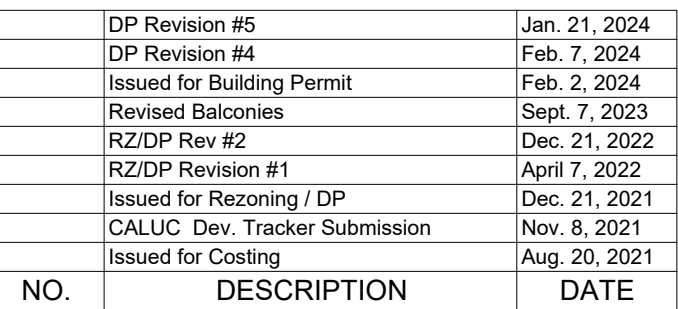 DP Revision #5 Jan. 21, 2024
DP Revision #4 Feb. 7, 2024
Issued for Building Permit Feb. 2, 2024
Revised Balconies Sept. 7, 2023
RZ/DP Rev #2 Dec. 21, 2022
RZ/DP Revision #1 April 7, 2022
Issued for Rezoning / DP Dec. 21, 2021
CALUC  Dev. Tracker Submission Nov. 8, 2021
Issued for Costing Aug. 20, 2021
NO. DESCRIPTION DATE